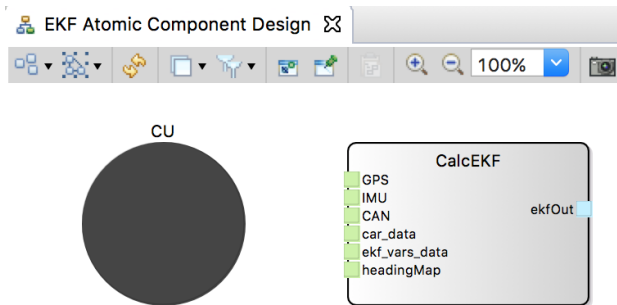 EKF Atomic Component Design
100%
CU
CalcEKF
GPS
IMU
CAN
car_data
ekf_vars_data
headingMap
ekfOut